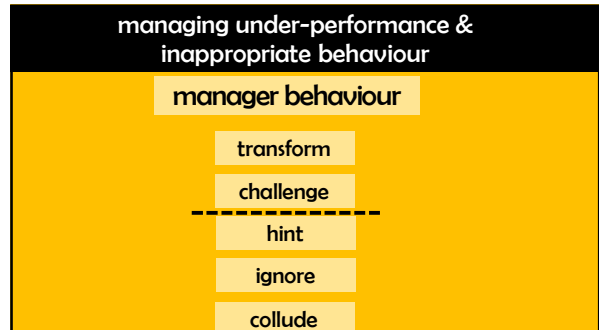 managing under-performance &
inappropriate behaviour
manager behaviour
transform
challenge
hint
ignore
collude